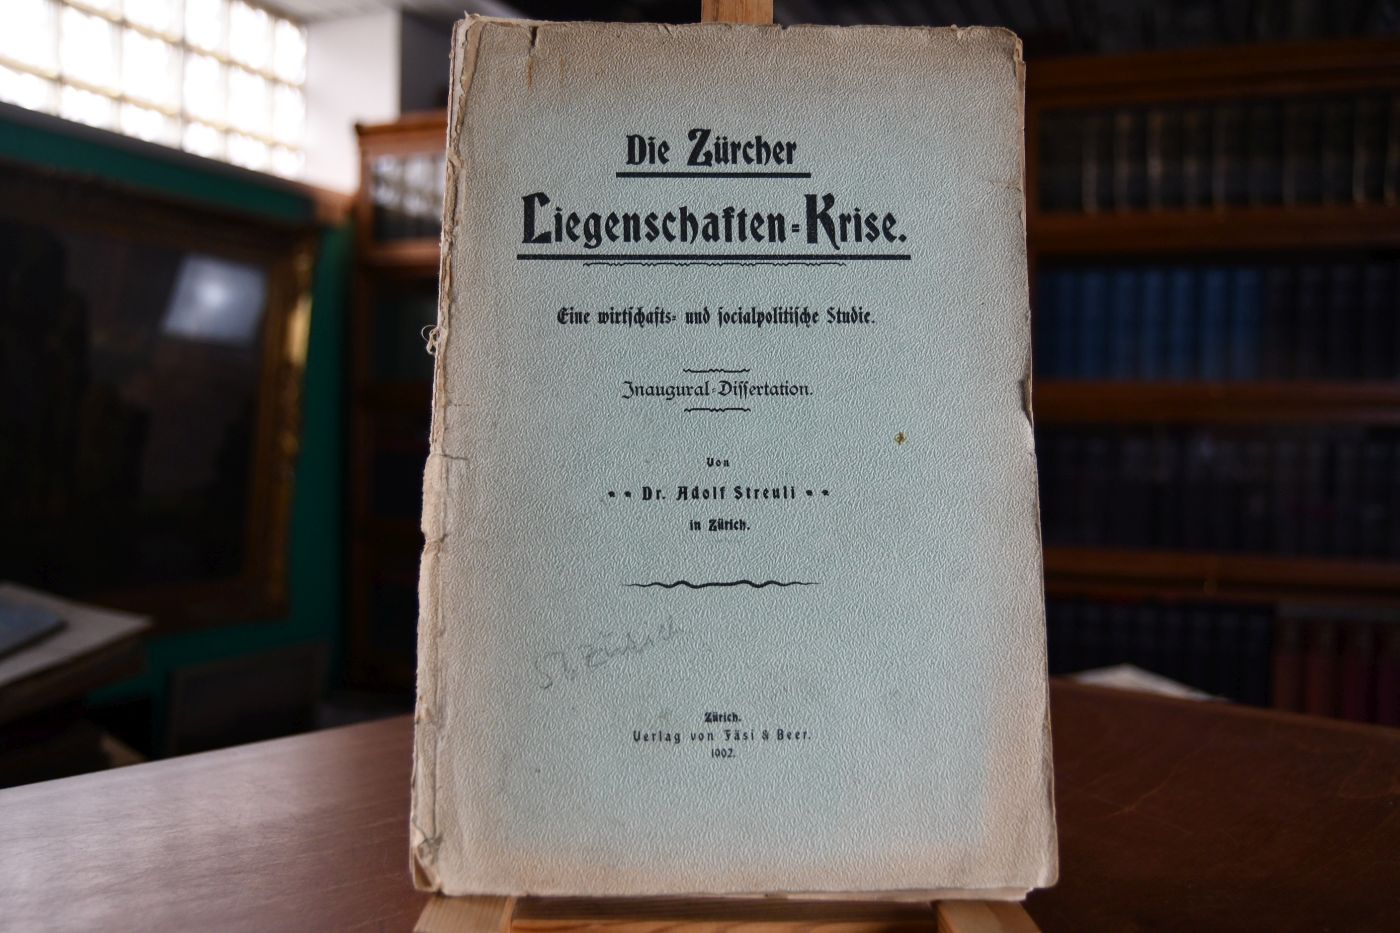 Die Zürcher
Liegenschaften-Krise.
Eine wirtschafts- und socialpolitische Studie.
Inaugural-Dissertation.
Von
Dr. Adolf Streuli
in Zürich.
Zürich.
Verlag von Fäsi & Beer.
1902.